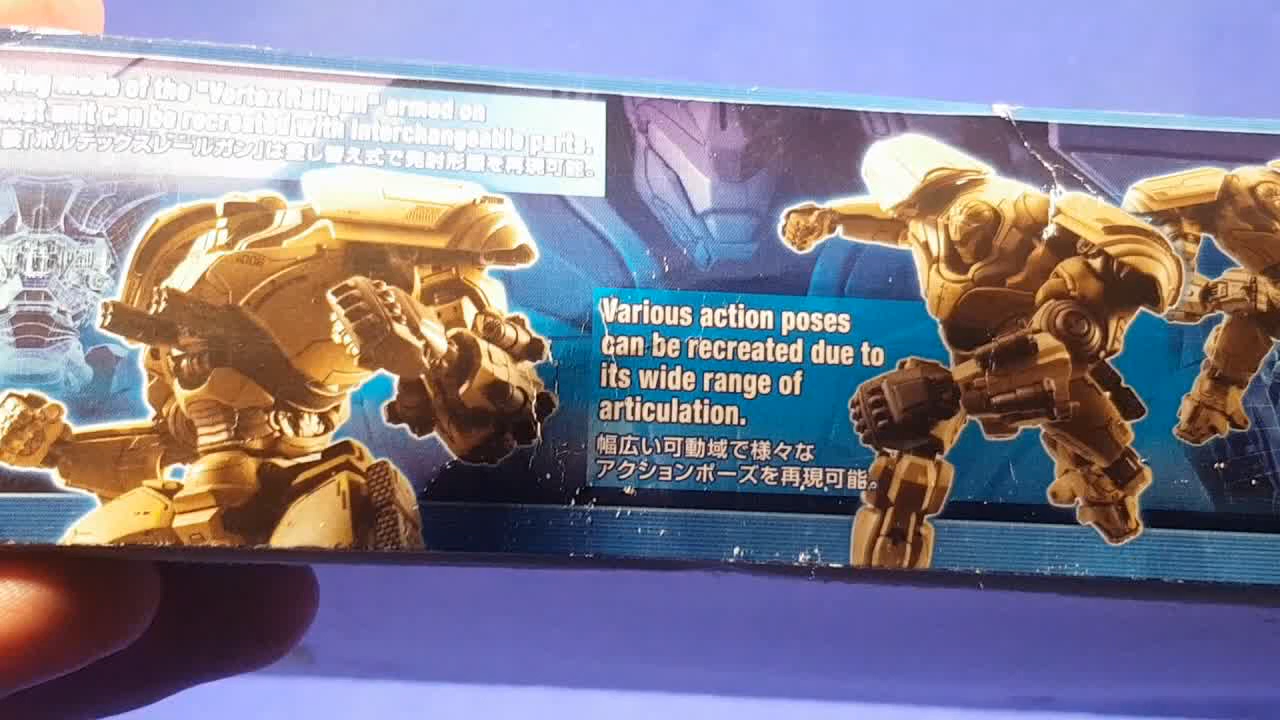 mode of the "Vortex Railgun" armed on
unit can be recreated with interchangeable parts.
「ボルテックスレールガン」は差し替え式で発射形態を再現可能。
Various action poses
can be recreated due to
its wide range of
articulation.
幅広い可動域で様々な
アクションポーズを再現可能。